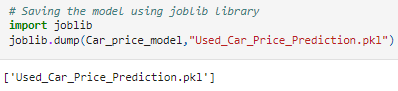 # Saving the model using joblib library
import joblib
joblib.dump(Car_price_model,"Used_Car_Price_Prediction.pkl")
['Used_Car_Price_Prediction.pkl']